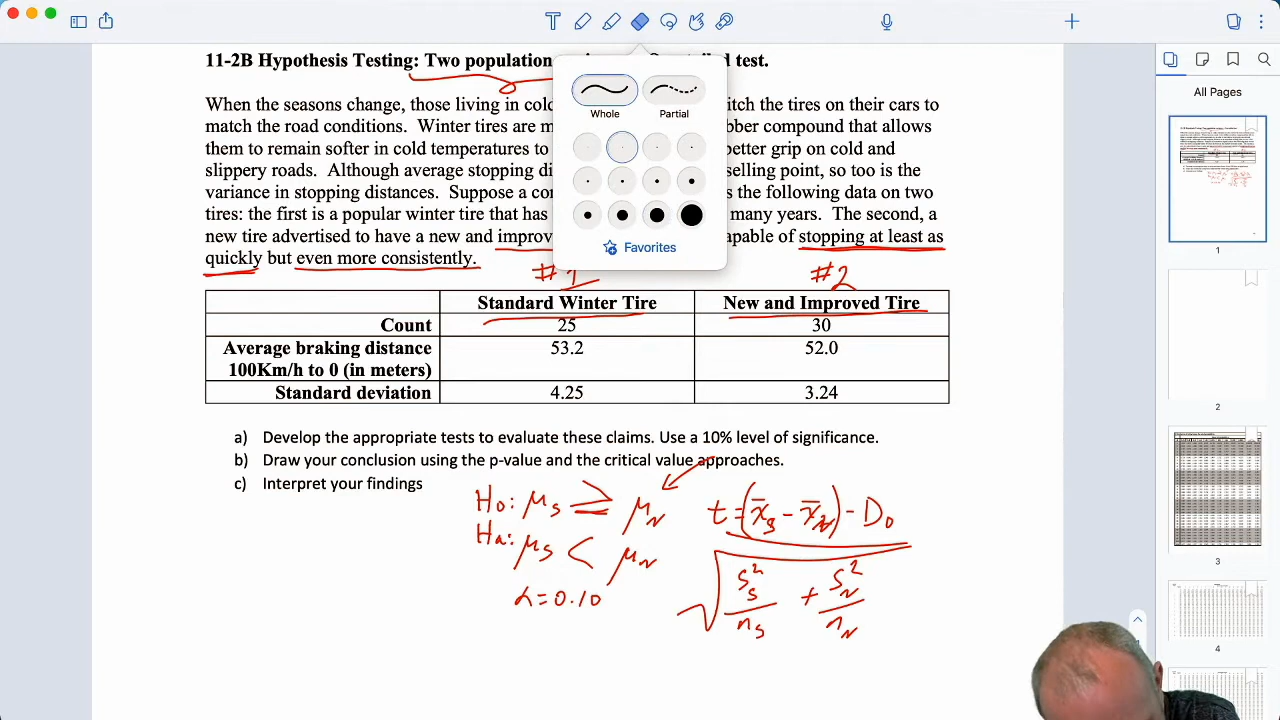 11-2B Hypothesis Testing: Two population d test.
When the seasons change, those living in cold itch the tires on their cars to
match the road conditions. Winter tires are m ber compound that allows
them to remain softer in cold temperatures better grip on cold and
slippery roads. Although average stopping di selling point, so too is the
variance in stopping distances. Suppose a co s the following data on two
tires: the first is a popular winter tire that has many years. The second, a
new tire advertised to have a new and improv apable of stopping at least as
quickly but even more consistently.
Whole Partial
Favorites
#1 #2
Standard Winter Tire New and Improved Tire
Count 25 30
Average braking distance 53.2 52.0
100Km/h to 0 (in meters)
Standard deviation 4.25 3.24
a) Develop the appropriate tests to evaluate these claims. Use a 10% level of significance.
b) Draw your conclusion using the p-value and the critical value approaches.
c) Interpret your findings
H₀: μₛ ≥ μ_N
Hₐ: μₛ < μ_N
α=0.10
t = (x̄ₛ - x̄_N) - D₀
√ Sₛ²/nₛ + S_N²/n_N
All Pages
1
2
3
4